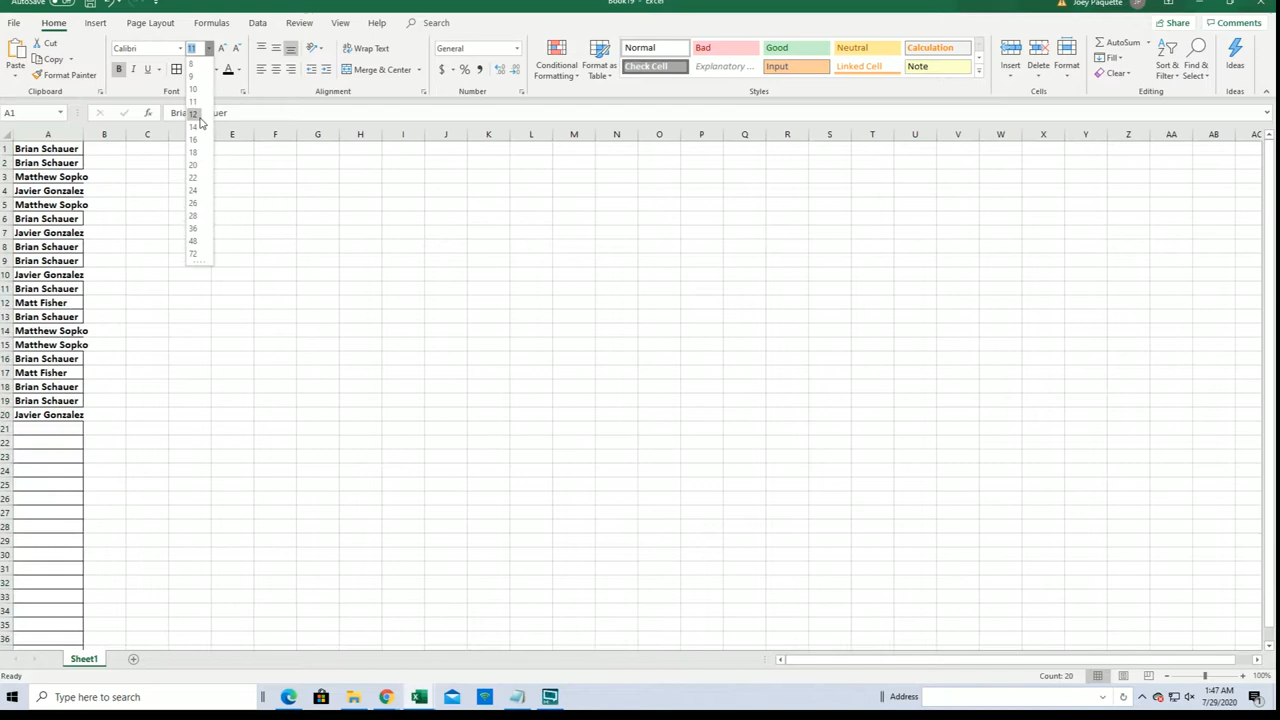 AutoSave Off Book19 - Excel Joey Paquette
File Home Insert Page Layout Formulas Data Review View Help Search Share Comments
Paste Cut Copy Format Painter
Clipboard
Calibri 11
B I U
Font
Wrap Text
Merge & Center
Alignment
General
$ % ,
Number
Conditional Formatting Format as Table
Normal Bad Good Neutral Calculation
Check Cell Explanatory ... Input Linked Cell Note
Styles
Insert Delete Format
Cells
AutoSum Fill Clear
Sort & Filter Find & Select
Editing
Ideas
Ideas
8
9
10
11
12
14
16
18
20
22
24
26
28
36
48
72
A1 fx
A B C E F G H I J K L M N O P Q R S T U V W X Y Z AA AB AC
1 Brian Schauer
2 Brian Schauer
3 Matthew Sopko
4 Javier Gonzalez
5 Matthew Sopko
6 Brian Schauer
7 Javier Gonzalez
8 Brian Schauer
9 Brian Schauer
10 Javier Gonzalez
11 Brian Schauer
12 Matt Fisher
13 Brian Schauer
14 Matthew Sopko
15 Matthew Sopko
16 Brian Schauer
17 Matt Fisher
18 Brian Schauer
19 Brian Schauer
20 Javier Gonzalez
21
22
23
24
25
26
27
28
29
30
31
32
33
34
35
36
Sheet1
Ready Count: 20 100%
Type here to search Address 1:47 AM
7/29/2020